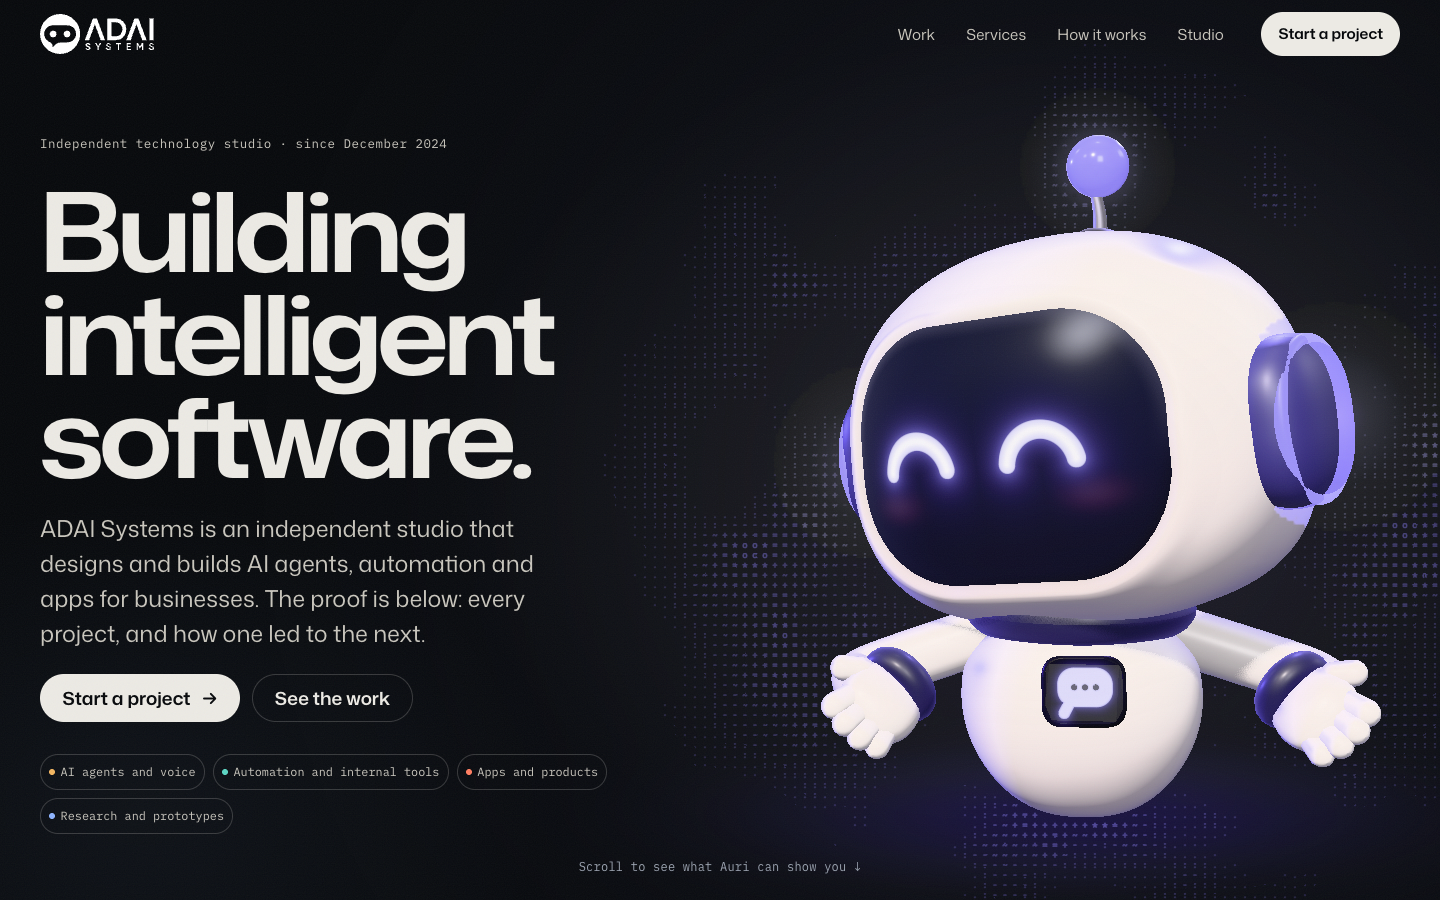 ADAI
SYSTEMS
Work
Services
How it works
Studio
Start a project
Independent technology studio · since December 2024
Building
intelligent
software.
ADAI Systems is an independent studio that
designs and builds AI agents, automation and
apps for businesses. The proof is below: every
project, and how one led to the next.
Start a project →
See the work
AI agents and voice
Automation and internal tools
Apps and products
Research and prototypes
Scroll to see what Auri can show you ↓